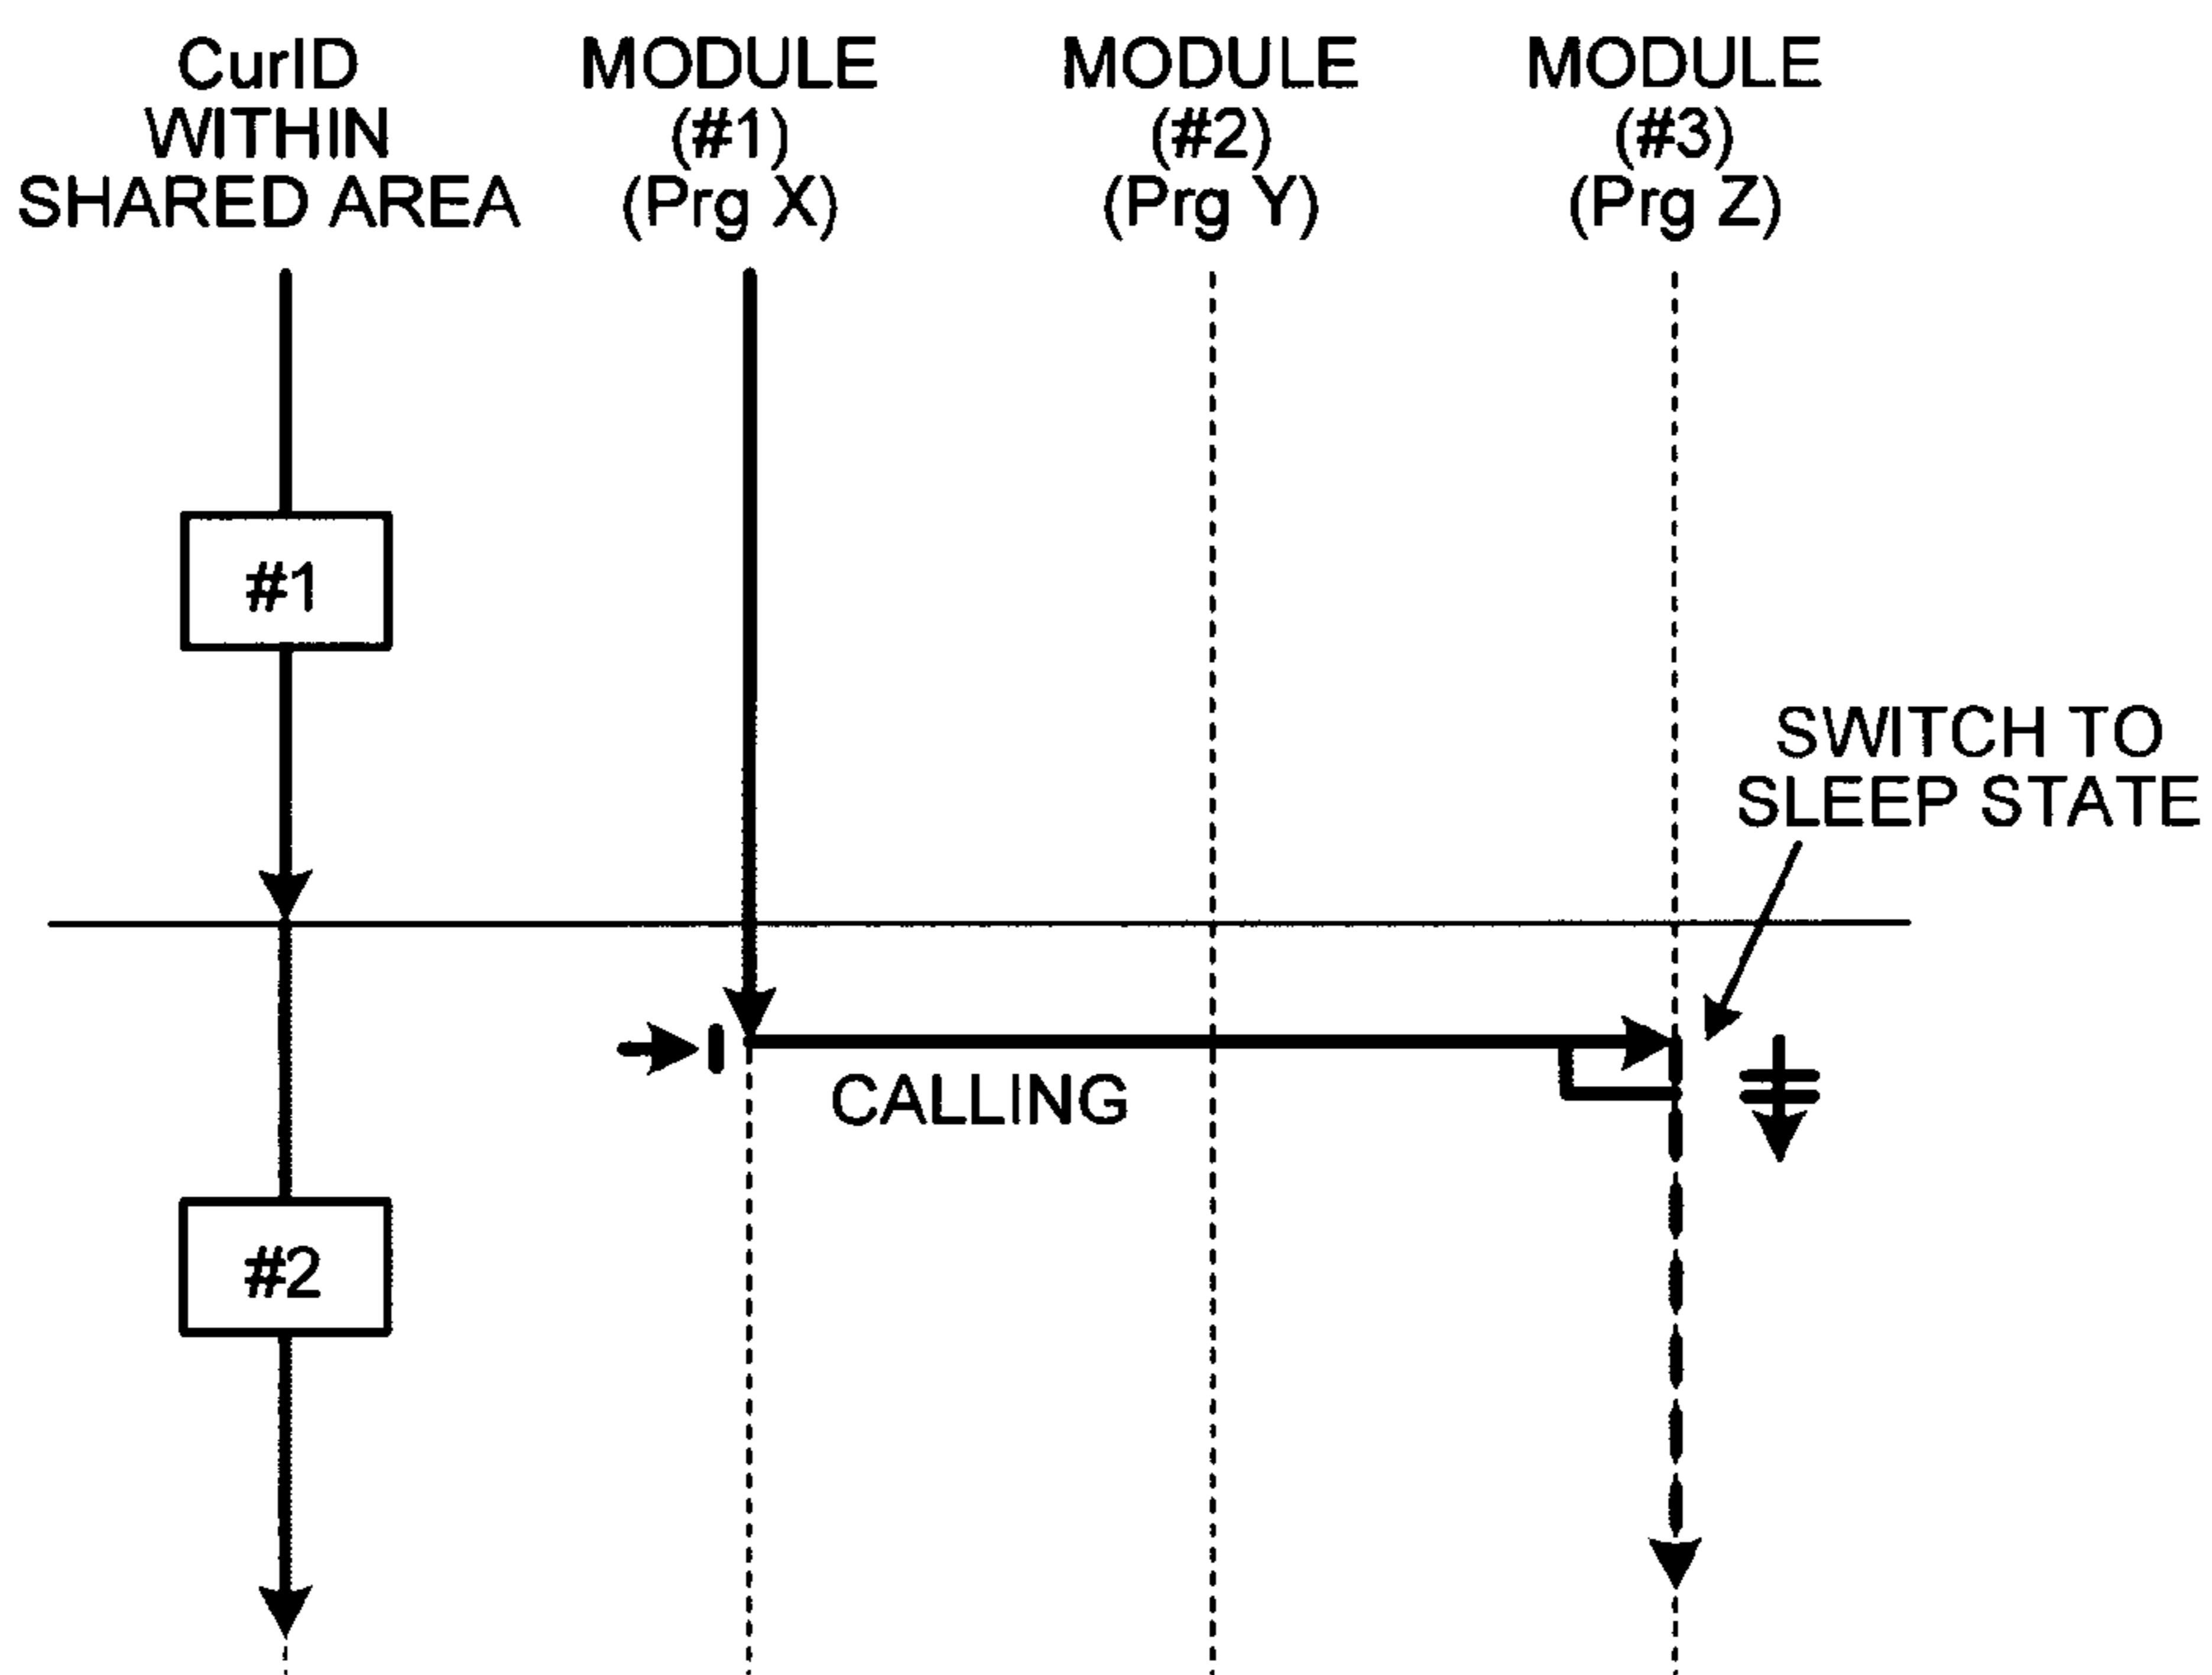 CurID
WITHIN
SHARED AREA
MODULE
(#1)
(Prg X)
MODULE
(#2)
(Prg Y)
MODULE
(#3)
(Prg Z)
#1
SWITCH TO
SLEEP STATE
CALLING
#2